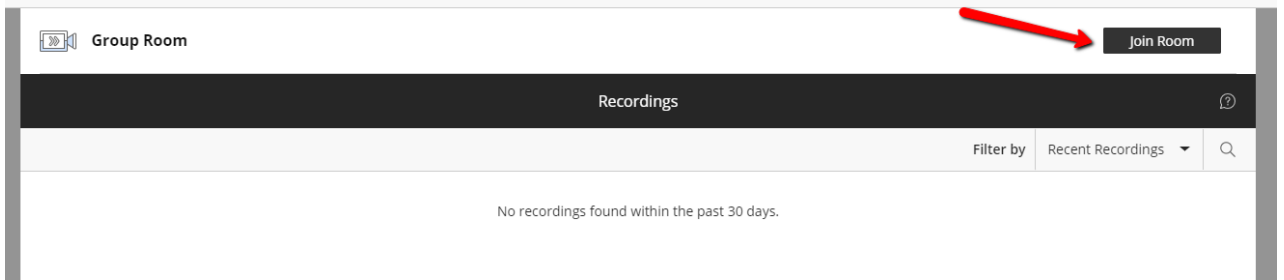 Group Room
Join Room
Recordings
Filter by Recent Recordings
No recordings found within the past 30 days.